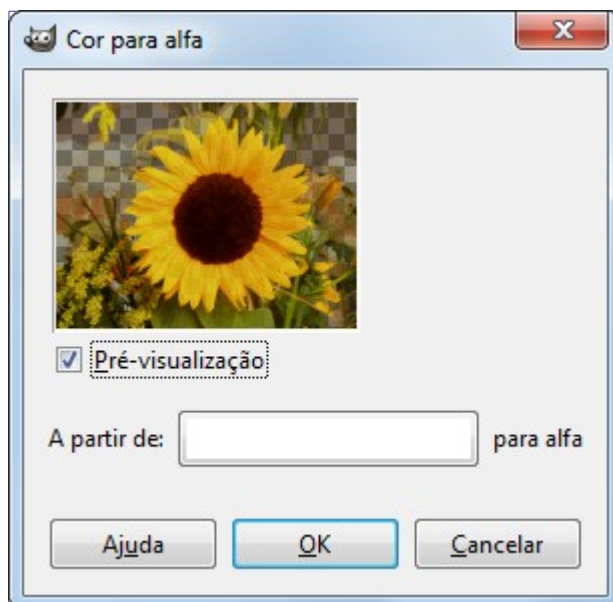 Cor para alfa
Pré-visualização
A partir de: para alfa
Ajuda OK Cancelar